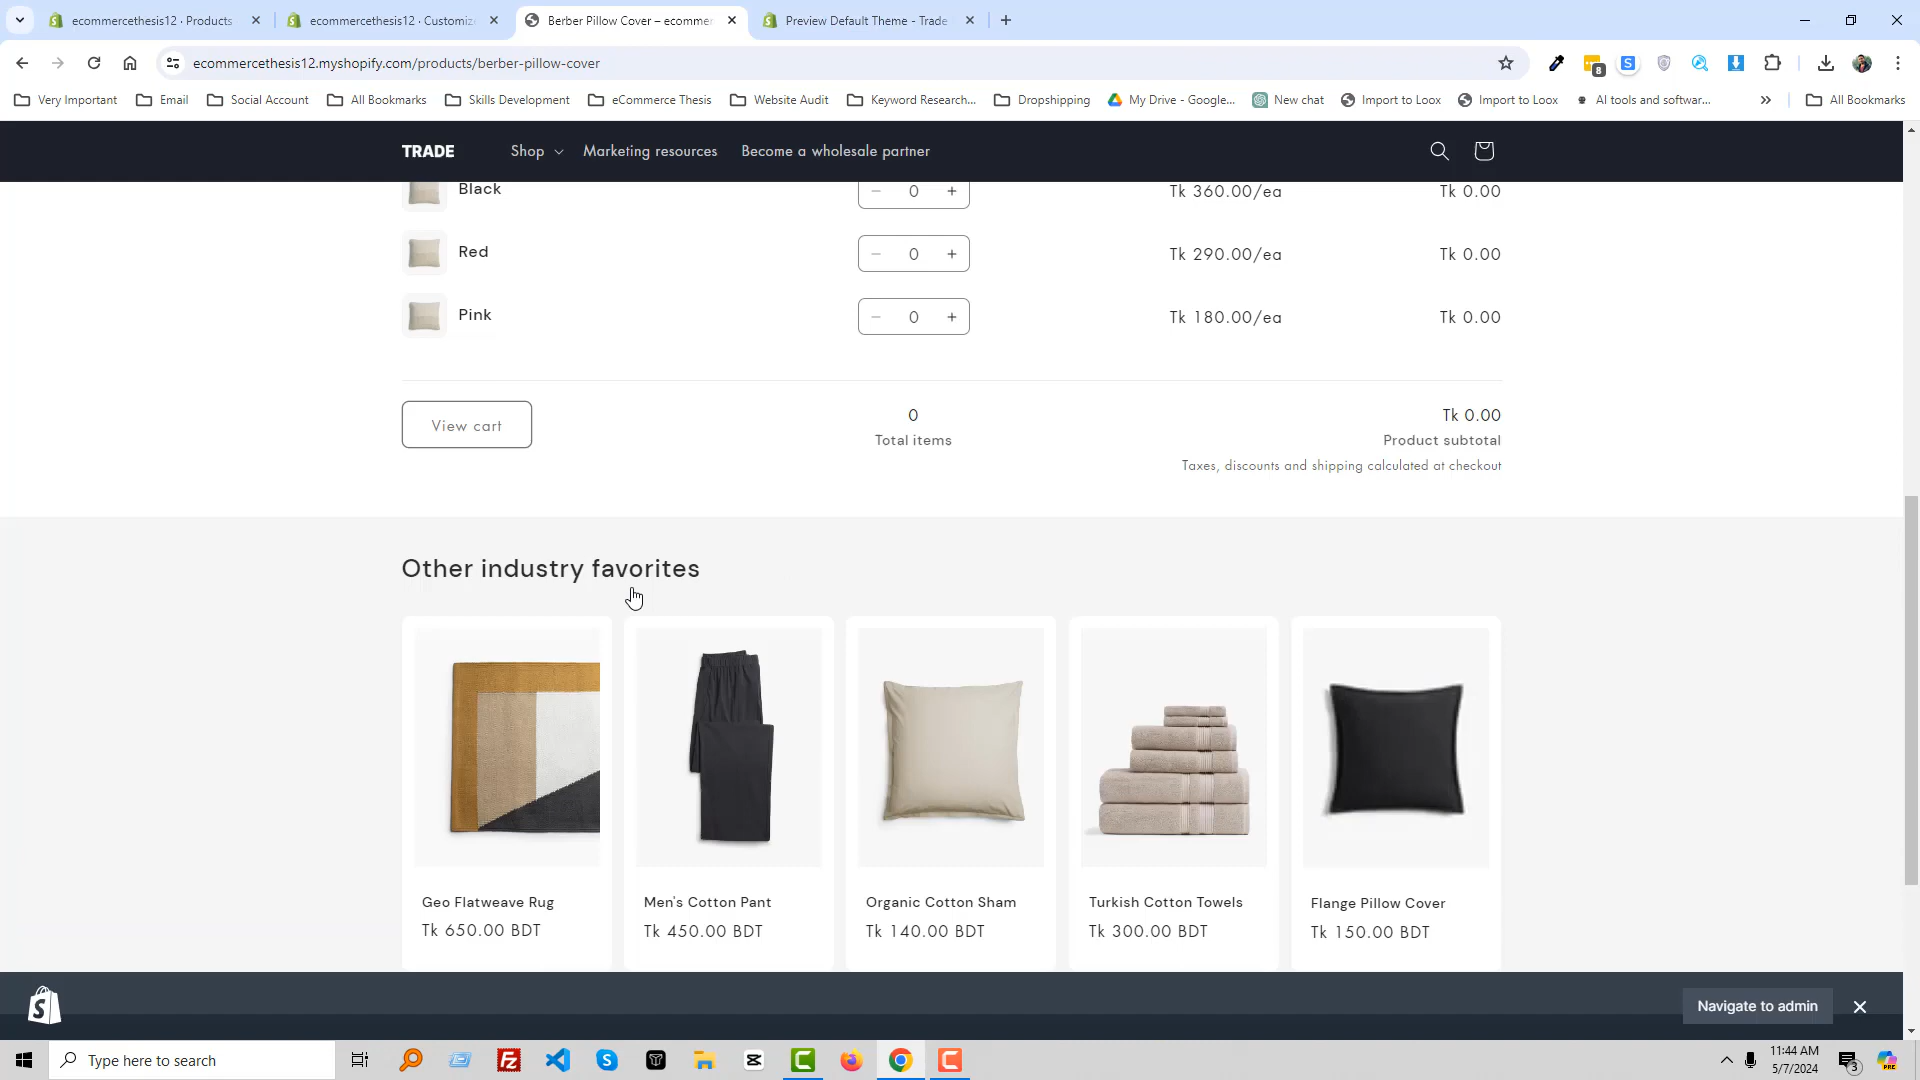 ecommercethesis12 · Products
ecommercethesis12 · Customiz
Berber Pillow Cover – ecommer
Preview Default Theme - Trade
ecommercethesis12.myshopify.com/products/berber-pillow-cover
8
Very Important
Email
Social Account
All Bookmarks
Skills Development
eCommerce Thesis
Website Audit
Keyword Research...
Dropshipping
My Drive - Google...
New chat
Import to Loox
Import to Loox
AI tools and softwar...
»
All Bookmarks
TRADE
Shop
Marketing resources
Become a wholesale partner
Black
0
Tk 360.00/ea
Tk 0.00
Red
0
Tk 290.00/ea
Tk 0.00
Pink
0
Tk 180.00/ea
Tk 0.00
View cart
0
Total items
Tk 0.00
Product subtotal
Taxes, discounts and shipping calculated at checkout
Other industry favorites
Geo Flatweave Rug
Tk 650.00 BDT
Men's Cotton Pant
Tk 450.00 BDT
Organic Cotton Sham
Tk 140.00 BDT
Turkish Cotton Towels
Tk 300.00 BDT
Flange Pillow Cover
Tk 150.00 BDT
Navigate to admin
Type here to search
11:44 AM
5/7/2024
3
PRE